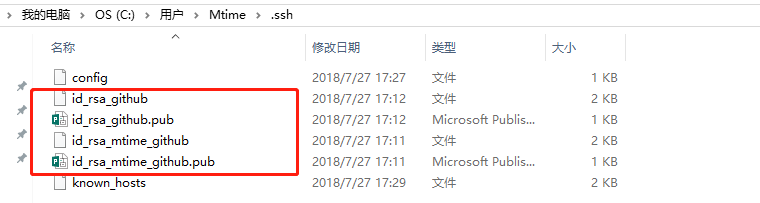 我的电脑 > OS (C:) > 用户 > Mtime > .ssh
名称 修改日期 类型 大小
config 2018/7/27 17:27 文件 1 KB
id_rsa_github 2018/7/27 17:12 文件 2 KB
id_rsa_github.pub 2018/7/27 17:12 Microsoft Publis... 1 KB
id_rsa_mtime_github 2018/7/27 17:11 文件 2 KB
id_rsa_mtime_github.pub 2018/7/27 17:11 Microsoft Publis... 1 KB
known_hosts 2018/7/27 17:29 文件 2 KB